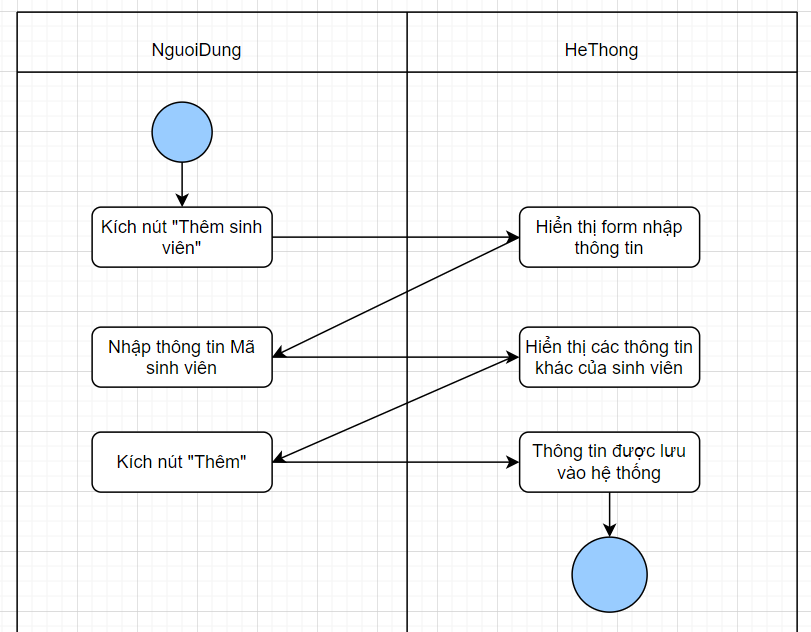 NguoiDung
HeThong
Kích nút "Thêm sinh
viên"
Hiển thị form nhập
thông tin
Nhập thông tin Mã
sinh viên
Hiển thị các thông tin
khác của sinh viên
Kích nút "Thêm"
Thông tin được lưu
vào hệ thống